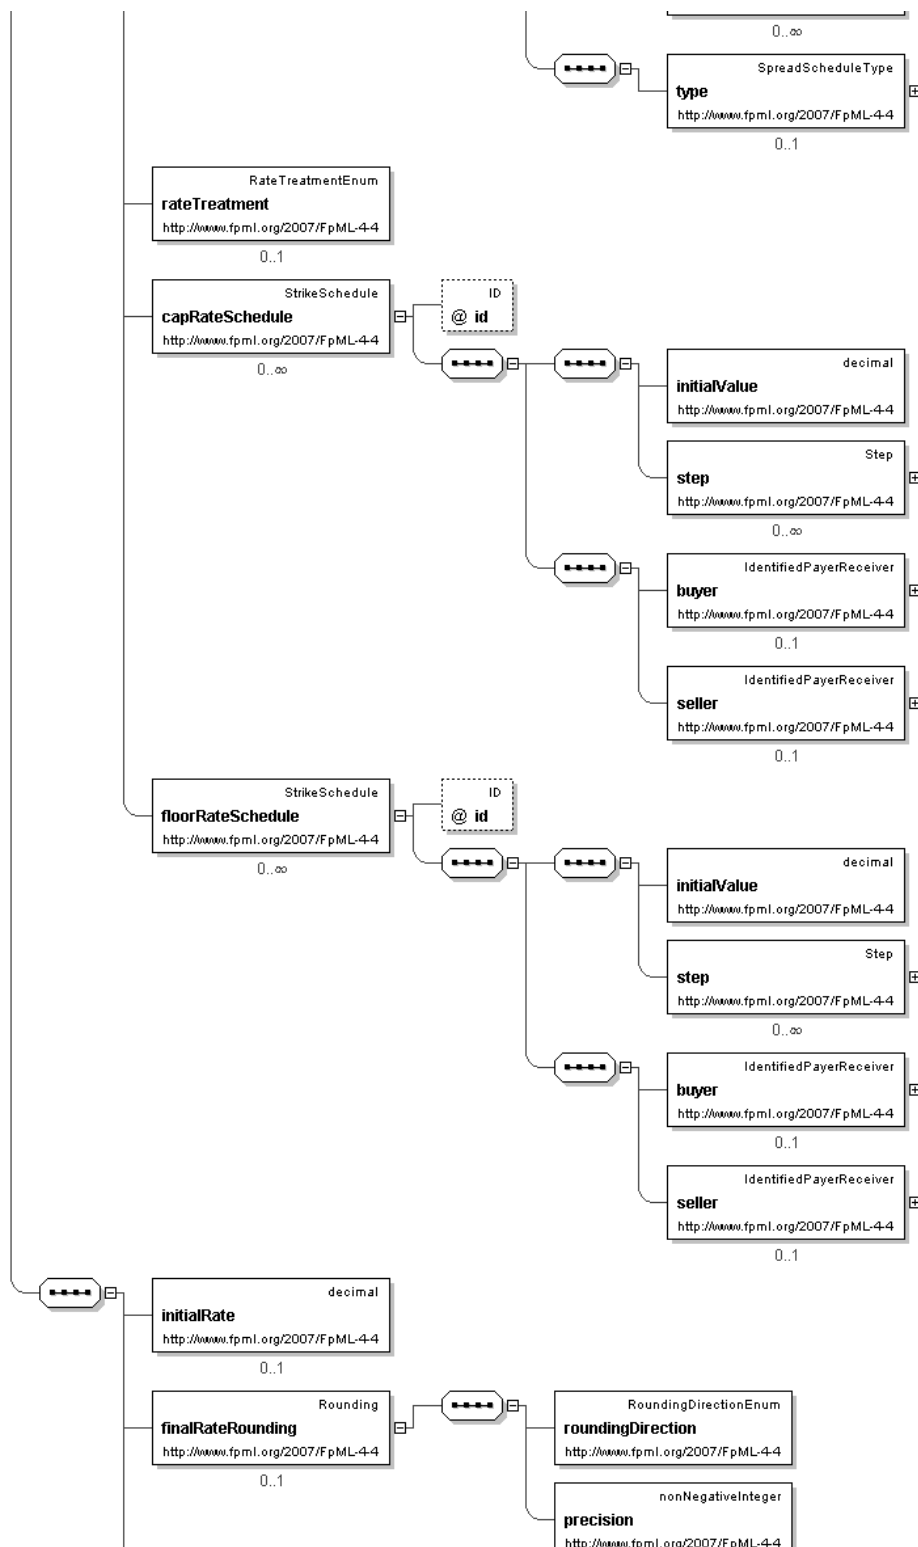 0..∞
SpreadScheduleType
type
http://www.fpml.org/2007/FpML-4-4
0..1
RateTreatmentEnum
rateTreatment
http://www.fpml.org/2007/FpML-4-4
0..1
StrikeSchedule
capRateSchedule
http://www.fpml.org/2007/FpML-4-4
0..∞
ID
@ id
decimal
initialValue
http://www.fpml.org/2007/FpML-4-4
Step
step
http://www.fpml.org/2007/FpML-4-4
0..∞
IdentifiedPayerReceiver
buyer
http://www.fpml.org/2007/FpML-4-4
0..1
IdentifiedPayerReceiver
seller
http://www.fpml.org/2007/FpML-4-4
0..1
StrikeSchedule
floorRateSchedule
http://www.fpml.org/2007/FpML-4-4
0..∞
ID
@ id
decimal
initialValue
http://www.fpml.org/2007/FpML-4-4
Step
step
http://www.fpml.org/2007/FpML-4-4
0..∞
IdentifiedPayerReceiver
buyer
http://www.fpml.org/2007/FpML-4-4
0..1
IdentifiedPayerReceiver
seller
http://www.fpml.org/2007/FpML-4-4
0..1
decimal
initialRate
http://www.fpml.org/2007/FpML-4-4
0..1
Rounding
finalRateRounding
http://www.fpml.org/2007/FpML-4-4
0..1
RoundingDirectionEnum
roundingDirection
http://www.fpml.org/2007/FpML-4-4
nonNegativeInteger
precision
http://www.fpml.org/2007/FpML-4-4